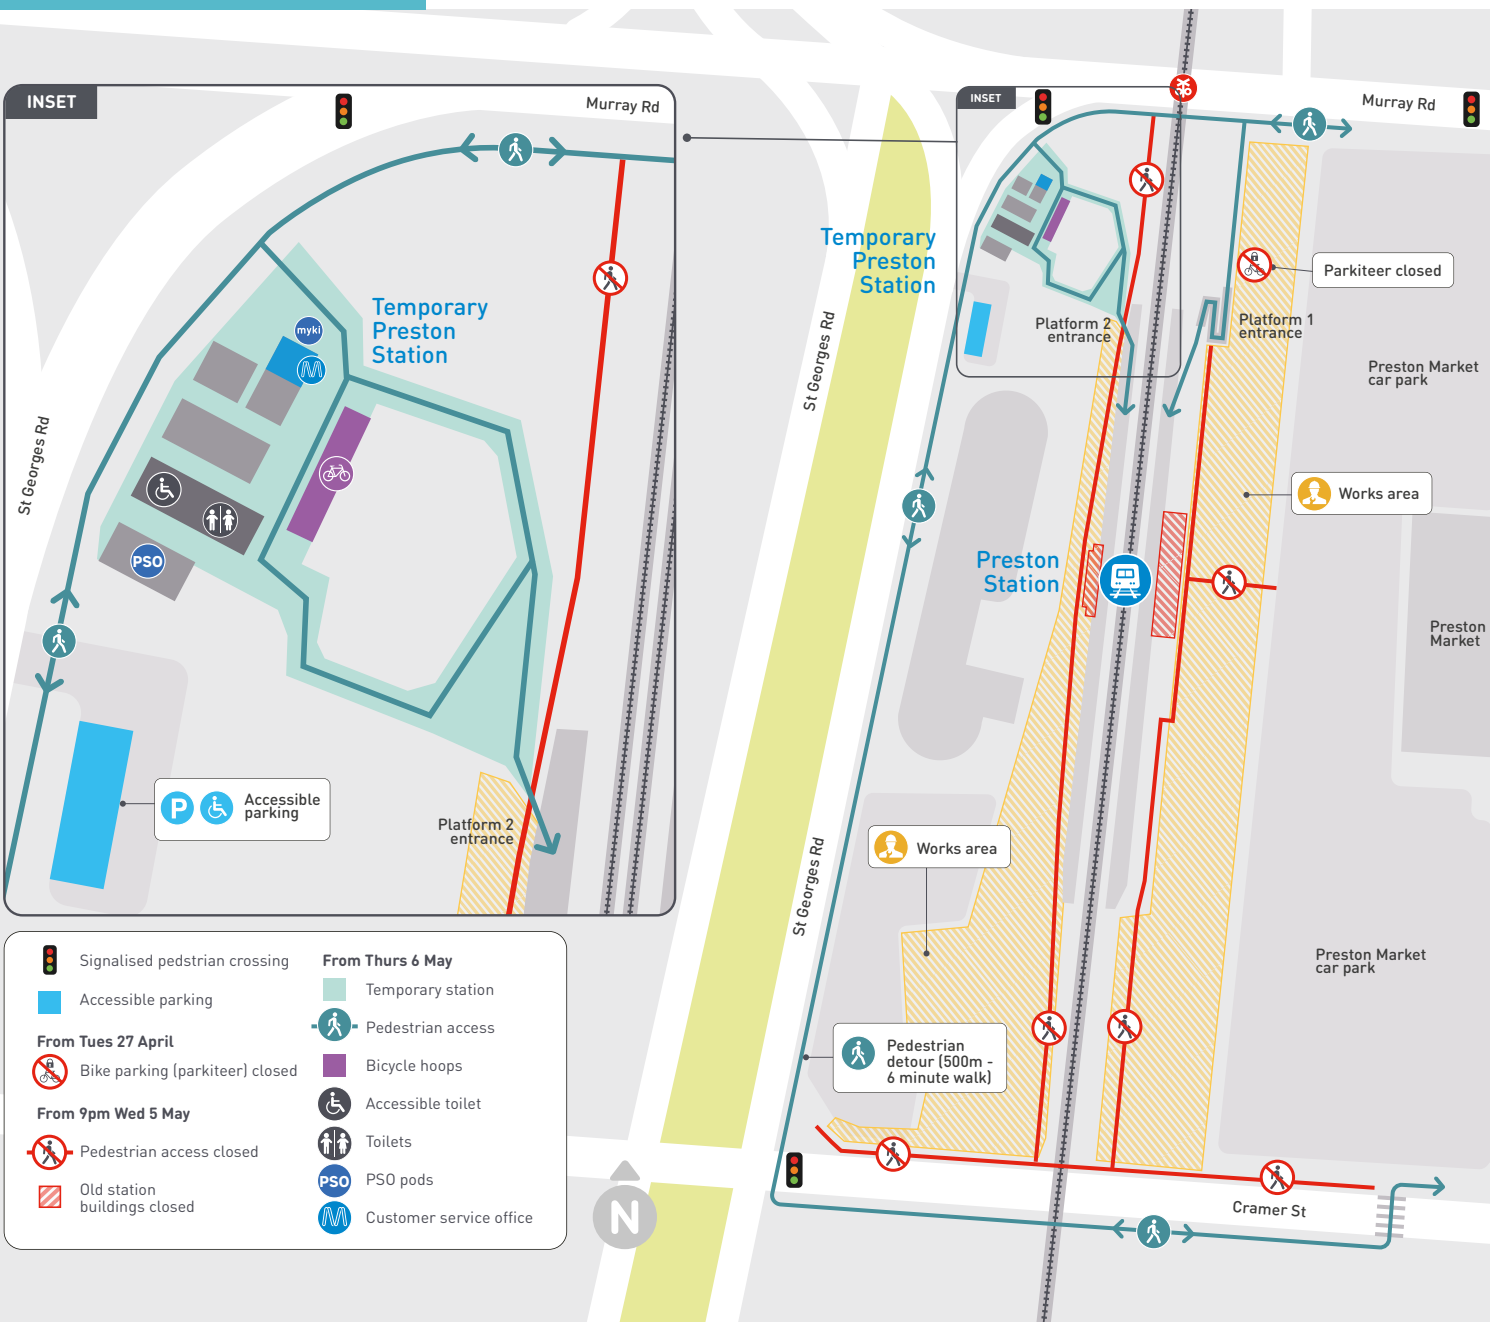 INSET
Murray Rd
Temporary
Preston
Station
myki
St Georges Rd
PSO
P
Accessible
parking
Platform 2
entrance
INSET
Murray Rd
Temporary
Preston
Station
St Georges Rd
Platform 2
entrance
Platform 1
entrance
Parkiteer closed
Preston Market
car park
Works area
Preston
Station
Preston
Market
St Georges Rd
Works area
Preston Market
car park
Pedestrian
detour (500m -
6 minute walk)
Cramer St
N
Signalised pedstrian crossing
Accessible parking
From Tues 27 April
Bike parking (parkiteer) closed
From 9pm Wed 5 May
Pedestrian access closed
Old station
buildings closed
From Thurs 6 May
Temporary station
Pedestrian access
Bicycle hoops
Accessible toilet
Toilets
PSO
PSO pods
Customer service office